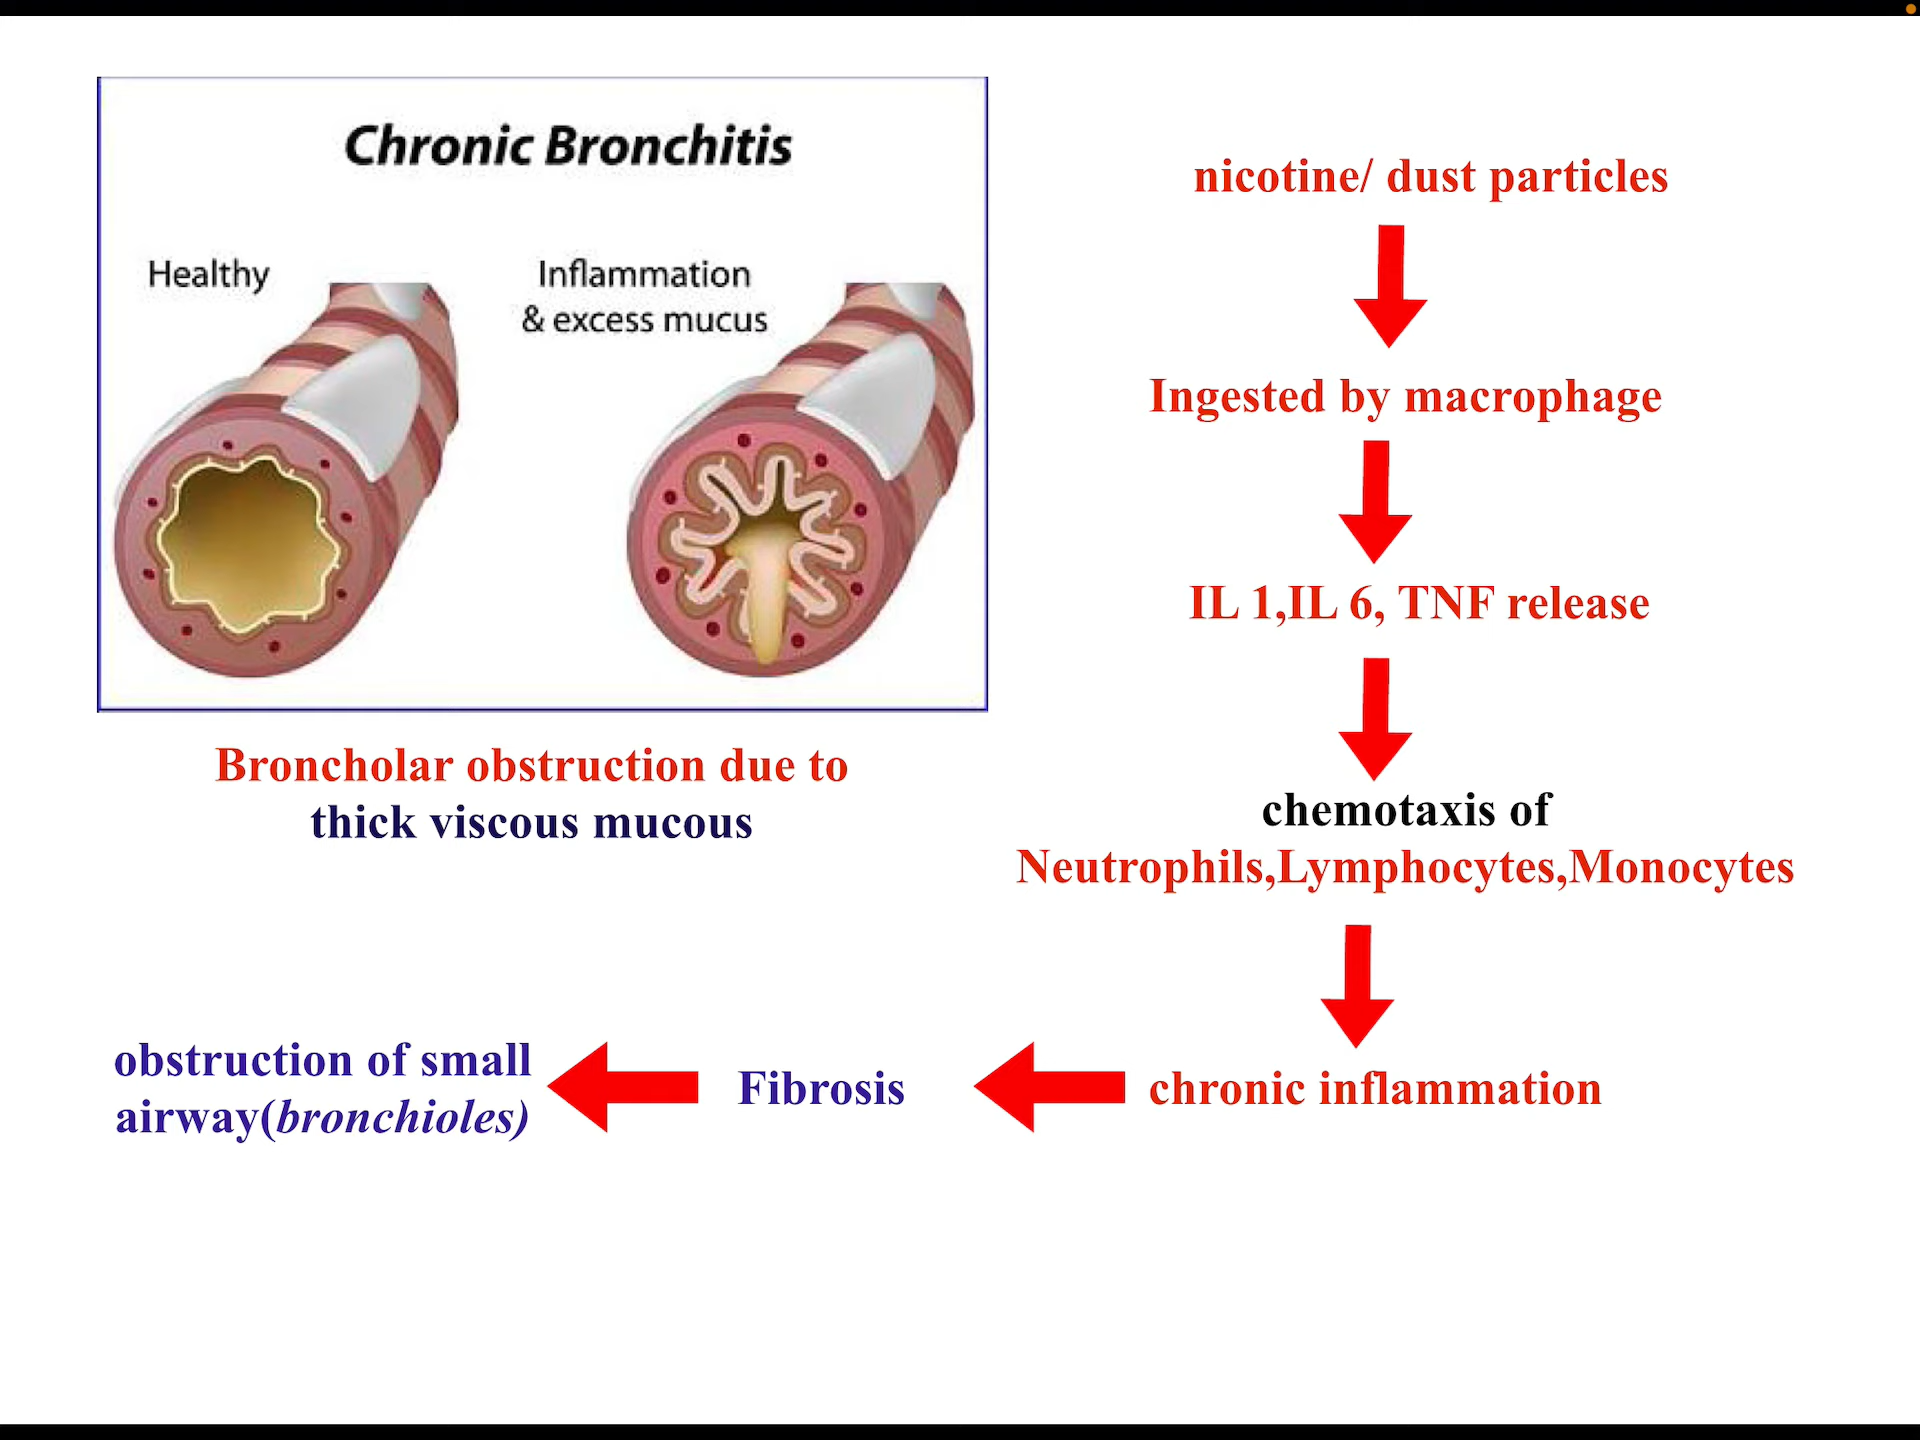 Chronic Bronchitis
Healthy
Inflammation
& excess mucus
Broncholar obstruction due to
thick viscous mucous
nicotine/ dust particles
Ingested by macrophage
IL 1,IL 6, TNF release
chemotaxis of
Neutrophils,Lymphocytes,Monocytes
chronic inflammation
Fibrosis
obstruction of small
airway(bronchioles)